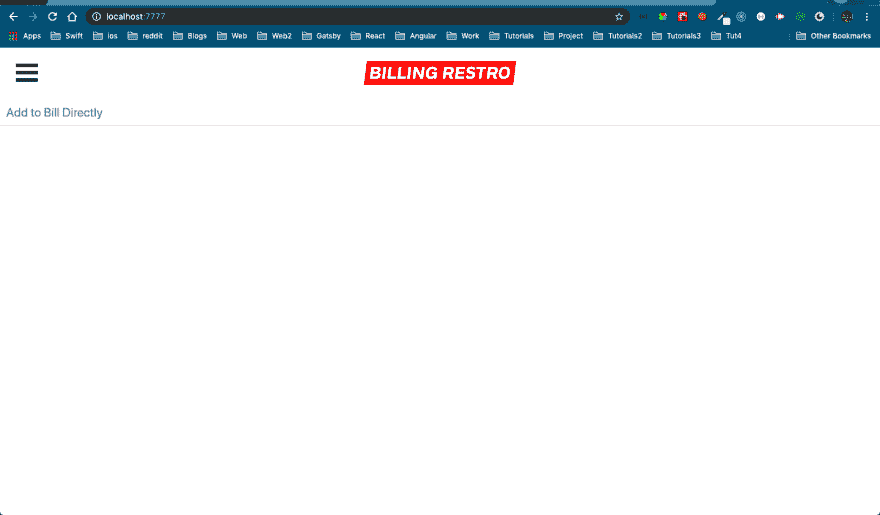 localhost:7777
Apps Swift ios reddit Blogs Web Web2 Gatsby React Angular Work Tutorials Project Tutorials2 Tutorials3 Tut4 Other Bookmarks
BILLING RESTRO
Add to Bill Directly